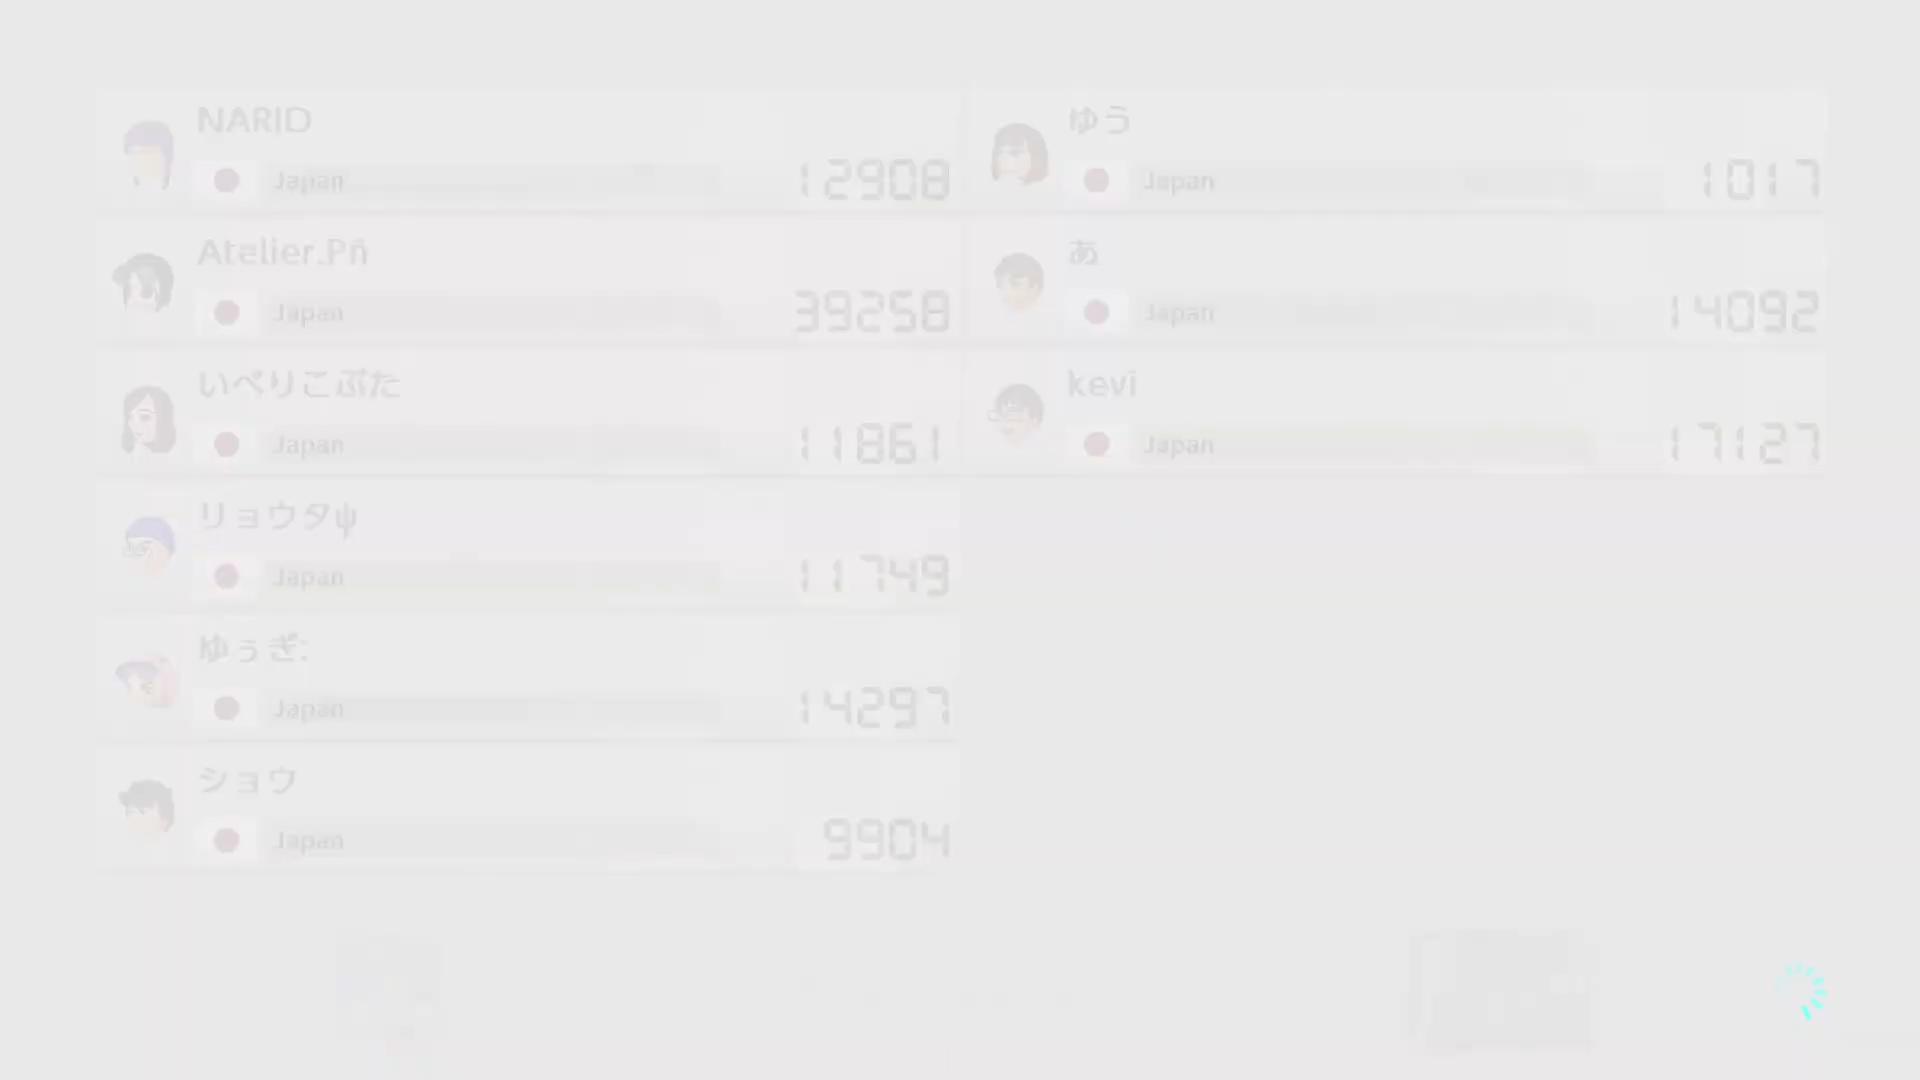 NARID
Japan 12908
Atelier.Pñ
Japan 39258
いべりこぶた
Japan 11861
リョウタψ
Japan 11749
ゆぅぎ:
Japan 14297
ショウ
Japan 9904
ゆう
Japan 1017
あ
Japan 14092
kevi
Japan 17127